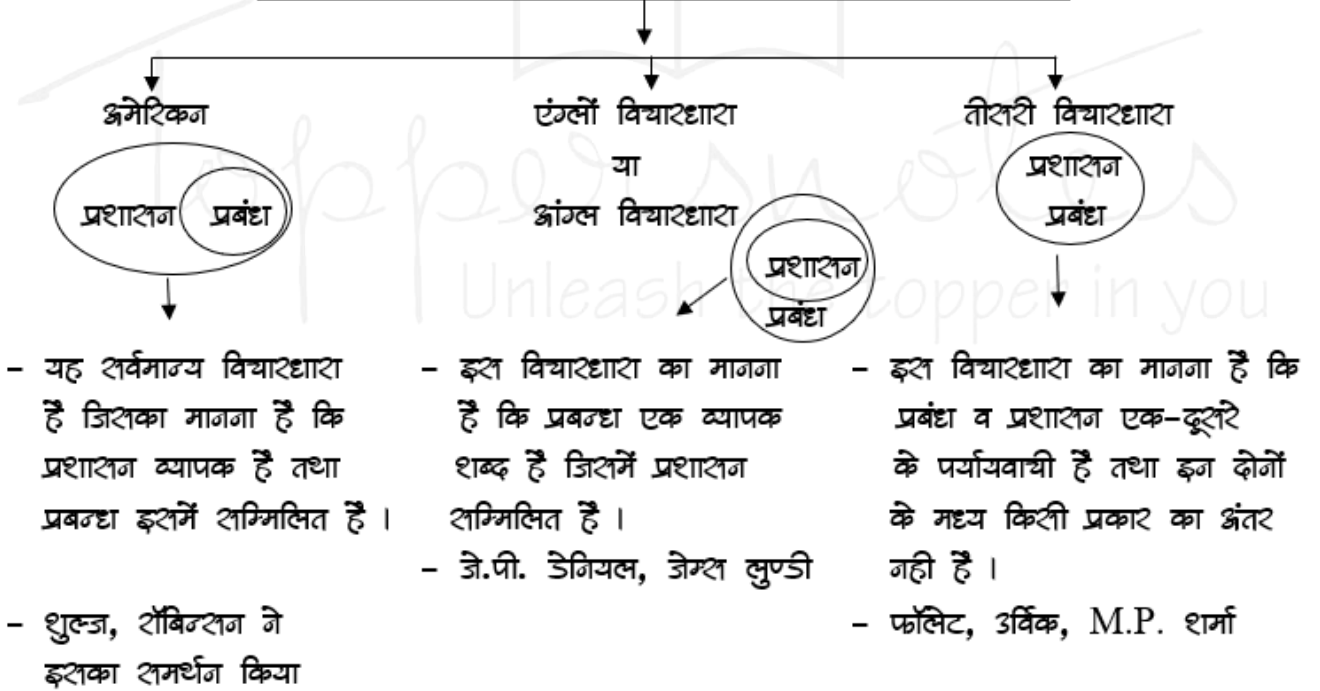 अमेरिकन
प्रशासन प्रबंध
एंग्लों विचारधारा
या
आंग्ल विचारधारा
प्रशासन
प्रबंध
तीसरी विचारधारा
प्रशासन
प्रबंध
toppersnotes
Unleash the topper in you
– यह सर्वमान्य विचारधारा
है जिसका मानना है कि
प्रशासन व्यापक है तथा
प्रबन्ध इसमें सम्मिलित है ।
– शुल्ज, रॉबिन्सन ने
इसका समर्थन किया
– इस विचारधारा का मानना
है कि प्रबन्ध एक व्यापक
शब्द है जिसमें प्रशासन
सम्मिलित है ।
– जे.पी. डेनियल, जेम्स लुण्डी
– इस विचारधारा का मानना है कि
प्रबंध व प्रशासन एक-दूसरे
के पर्यायवाची है तथा इन दोनों
के मध्य किसी प्रकार का अंतर
नही है ।
– फॉलेट, उर्विक, M.P. शर्मा